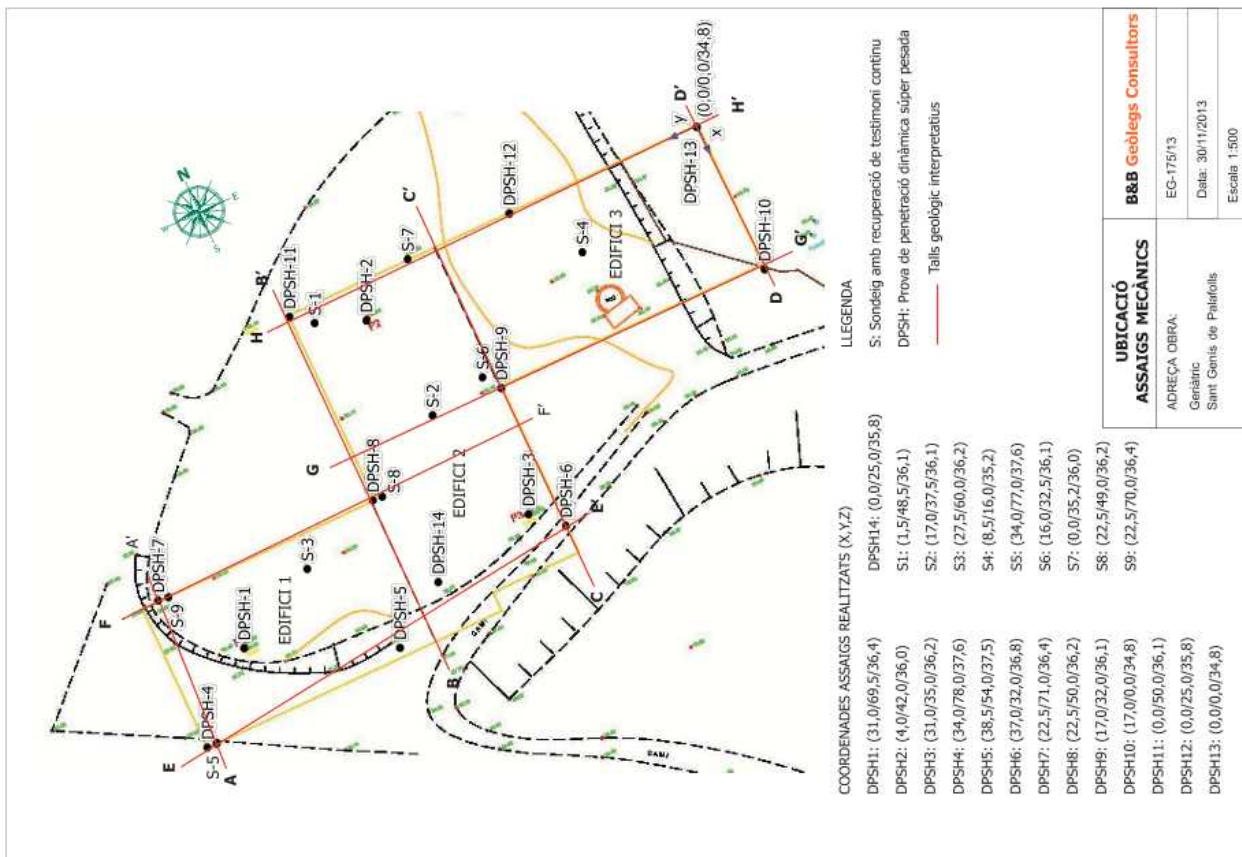 N
A'
F
DPSH-7
S-9
DPSH-1
EDIFICI 1
S-3
DPSH-4
E
S-5
A
DPSH-5
DPSH-14
EDIFICI 2
DPSH-8
S-8
G
H
B'
DPSH-11
S-1
DPSH-2
P2
S-2
F'
S-6
DPSH-9
C'
S-7
DPSH-12
S-4
EDIFICI 3
DPSH-3
P3
DPSH-6
E'
C
B
CAMI
CAMI
DPSH-13
DPSH-10
D
G'
D'
H'
y
x
(0,0/0,0/34,8)
COORDENADES ASSAIGS REALITZATS (X,Y,Z)
DPSH1: (31,0/69,5/36,4)
DPSH2: (4,0/42,0/36,0)
DPSH3: (31,0/35,0/36,2)
DPSH4: (34,0/78,0/37,6)
DPSH5: (38,5/54,0/37,5)
DPSH6: (37,0/32,0/36,8)
DPSH7: (22,5/71,0/36,4)
DPSH8: (22,5/50,0/36,2)
DPSH9: (17,0/32,0/36,1)
DPSH10: (17,0/0,0/34,8)
DPSH11: (0,0/50,0/36,1)
DPSH12: (0,0/25,0/35,8)
DPSH13: (0,0/0,0/34,8)
DPSH14: (0,0/25,0/35,8)
S1: (1,5/48,5/36,1)
S2: (17,0/37,5/36,1)
S3: (27,5/60,0/36,2)
S4: (8,5/16,0/35,2)
S5: (34,0/77,0/37,6)
S6: (16,0/32,5/36,1)
S7: (0,0/35,2/36,0)
S8: (22,5/49,0/36,2)
S9: (22,5/70,0/36,4)
LLEGENDA
S: Sondeig amb recuperació de testimoni continu
DPSH: Prova de penetració dinàmica súper pesada
Talls geològic interpretatius
UBICACIÓ
ASSAIGS MECÀNICS
B&B Geòlegs Consultors
ADREÇA OBRA:
Geriàtric
Sant Genís de Palafolls
EG-175/13
Data: 30/11/2013
Escala 1:500